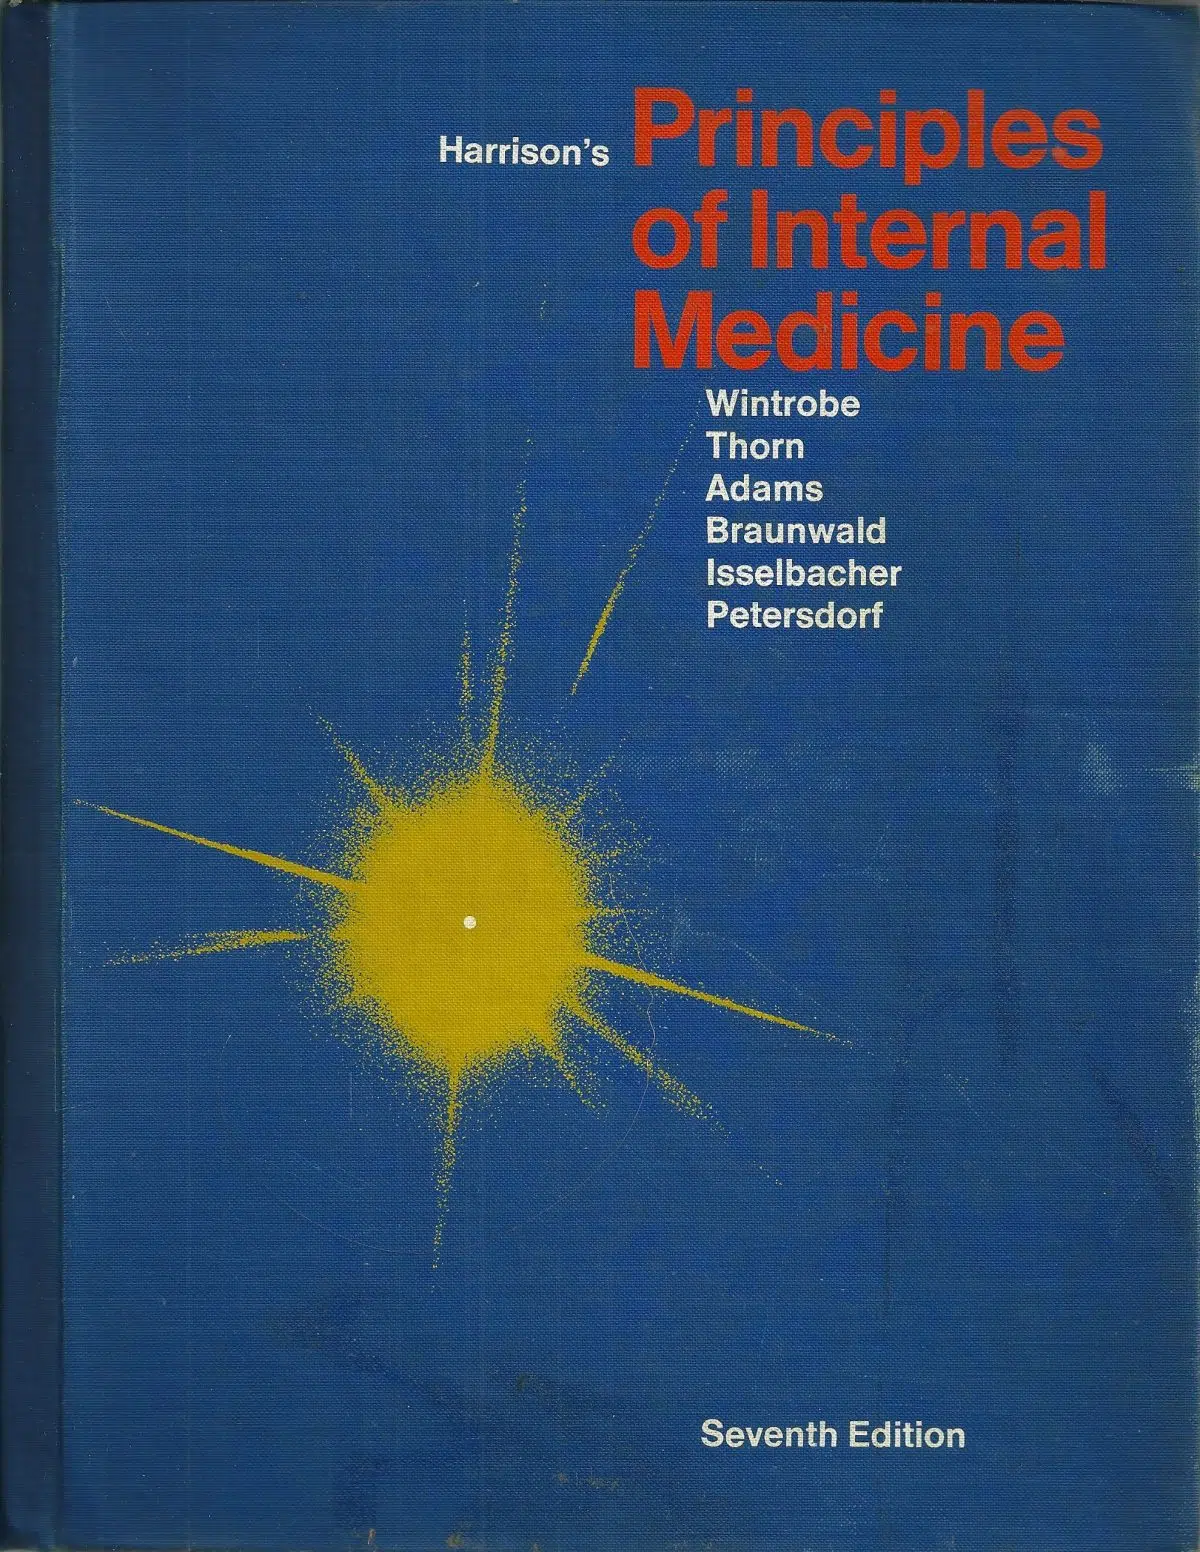 Harrison's Principles
of Internal
Medicine
Wintrobe
Thorn
Adams
Braunwald
Isselbacher
Petersdorf
Seventh Edition